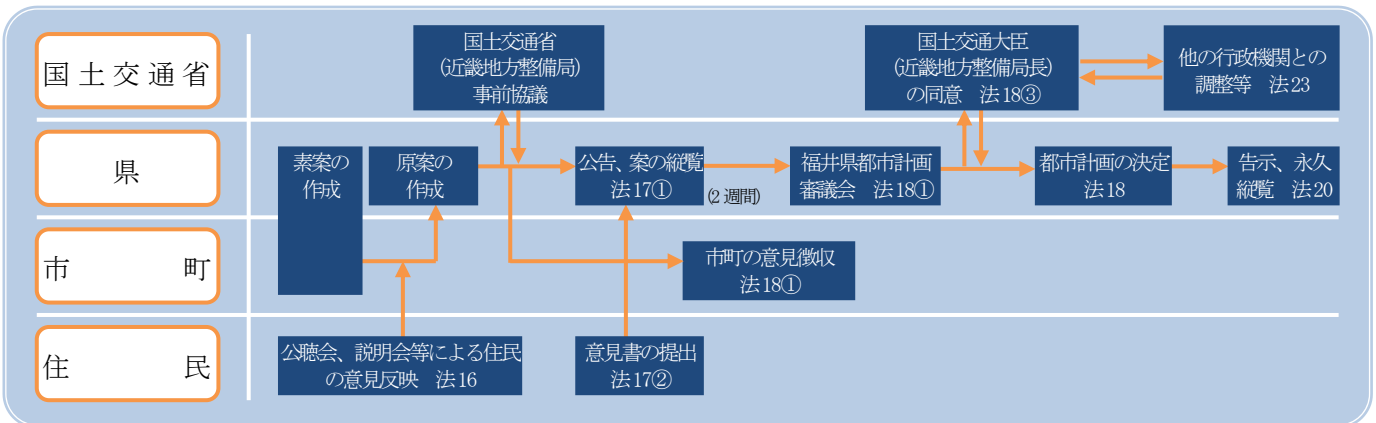 国土交通省
国土交通省
(近畿地方整備局)
事前協議
国土交通大臣
(近畿地方整備局長)
の同意 法18③
他の行政機関との
調整等 法23
県
素案の
作成
原案の
作成
公告、案の縦覧
法17①
(2週間)
福井県都市計画
審議会 法18①
都市計画の決定
法18
告示、永久
縦覧 法20
市町
市町の意見徴収
法18①
住民
公聴会、説明会等による住民
の意見反映 法16
意見書の提出
法17②